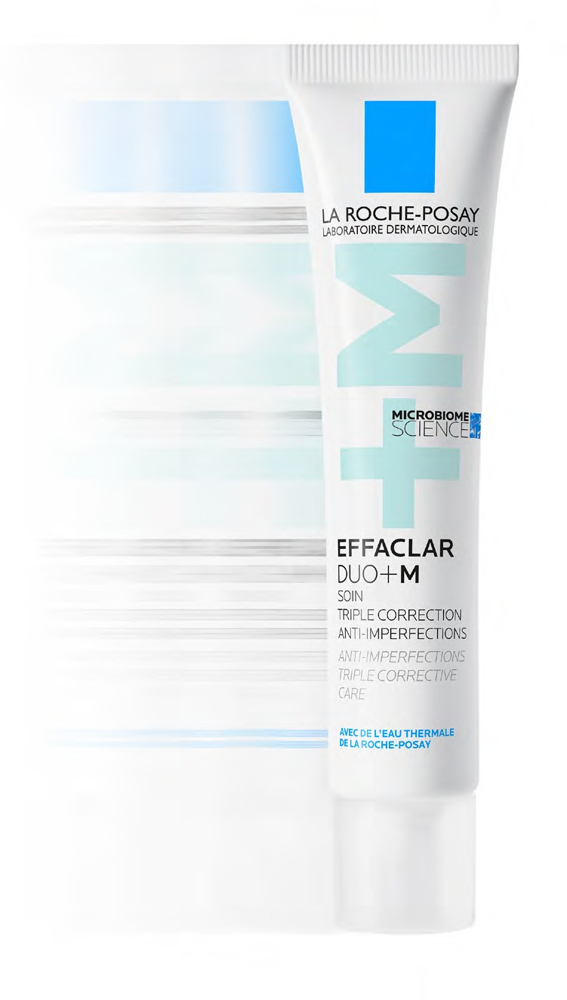 LA ROCHE-POSAY
LABORATOIRE DERMATOLOGIQUE
+M
MICROBIOME
SCIENCE
EFFACLAR
DUO+M
SOIN
TRIPLE CORRECTION
ANTI-IMPERFECTIONS
ANTI-IMPERFECTIONS
TRIPLE CORRECTIVE
CARE
AVEC DE L'EAU THERMALE
DE LA ROCHE-POSAY